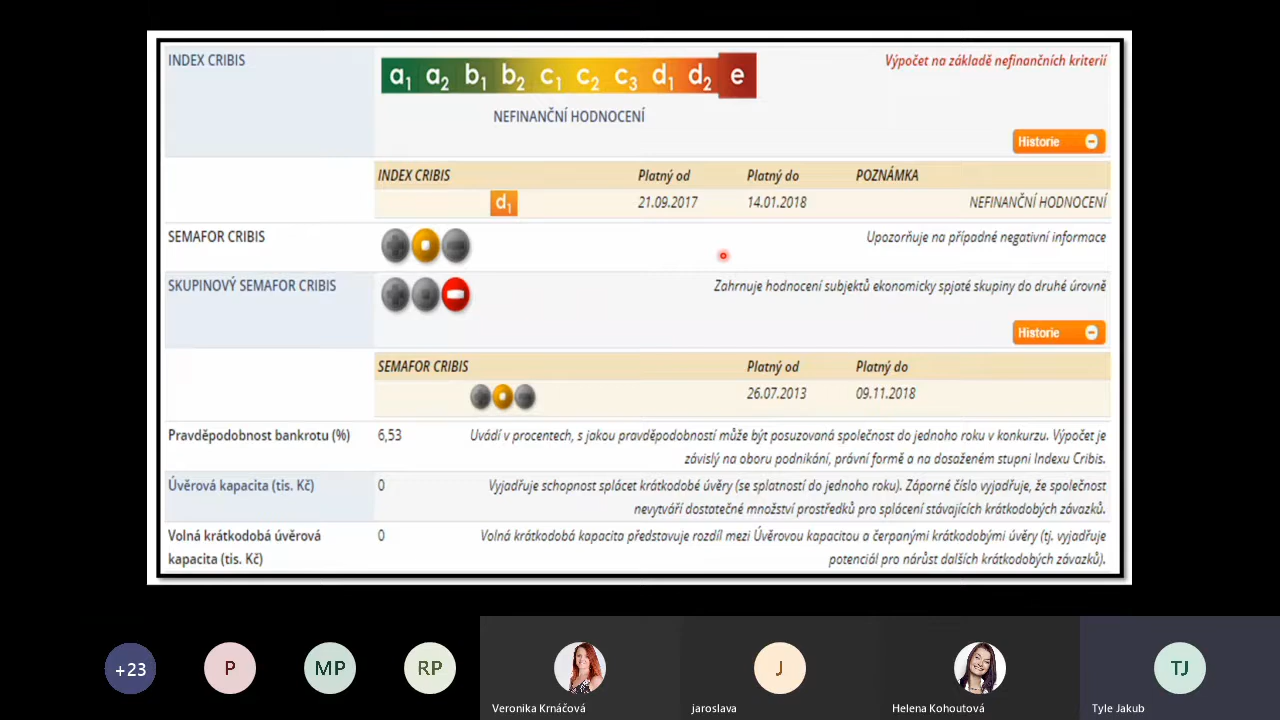 INDEX CRIBIS
a1 a2 b1 b2 c1 c2 c3 d1 d2 e
Výpočet na základě nefinančních kriterií
NEFINANČNÍ HODNOCENÍ
Historie
INDEX CRIBIS Platný od Platný do POZNÁMKA
d1 21.09.2017 14.01.2018 NEFINANČNÍ HODNOCENÍ
SEMAFOR CRIBIS Upozorňuje na případné negativní informace
SKUPINOVÝ SEMAFOR CRIBIS Zahrnuje hodnocení subjektů ekonomicky spjaté skupiny do druhé úrovně
Historie
SEMAFOR CRIBIS Platný od Platný do
26.07.2013 09.11.2018
Pravděpodobnost bankrotu (%) 6,53 Uvádí v procentech, s jakou pravděpodobností může být posuzovaná společnost do jednoho roku v konkurzu. Výpočet je
závislý na oboru podnikání, právní formě a na dosaženém stupni Indexu Cribis.
Úvěrová kapacita (tis. Kč) 0 Vyjadřuje schopnost splácet krátkodobé úvěry (se splatností do jednoho roku). Záporné číslo vyjadřuje, že společnost
nevytváří dostatečné množství prostředků pro splácení stávajících krátkodobých závazků.
Volná krátkodobá úvěrová 0 Volná krátkodobá kapacita představuje rozdíl mezi Úvěrovou kapacitou a čerpanými krátkodobými úvěry (tj. vyjadřuje
kapacita (tis. Kč) potenciál pro nárůst dalších krátkodobých závazků).
+23 P MP RP J TJ
Veronika Krnáčová jaroslava Helena Kohoutová Tyle Jakub